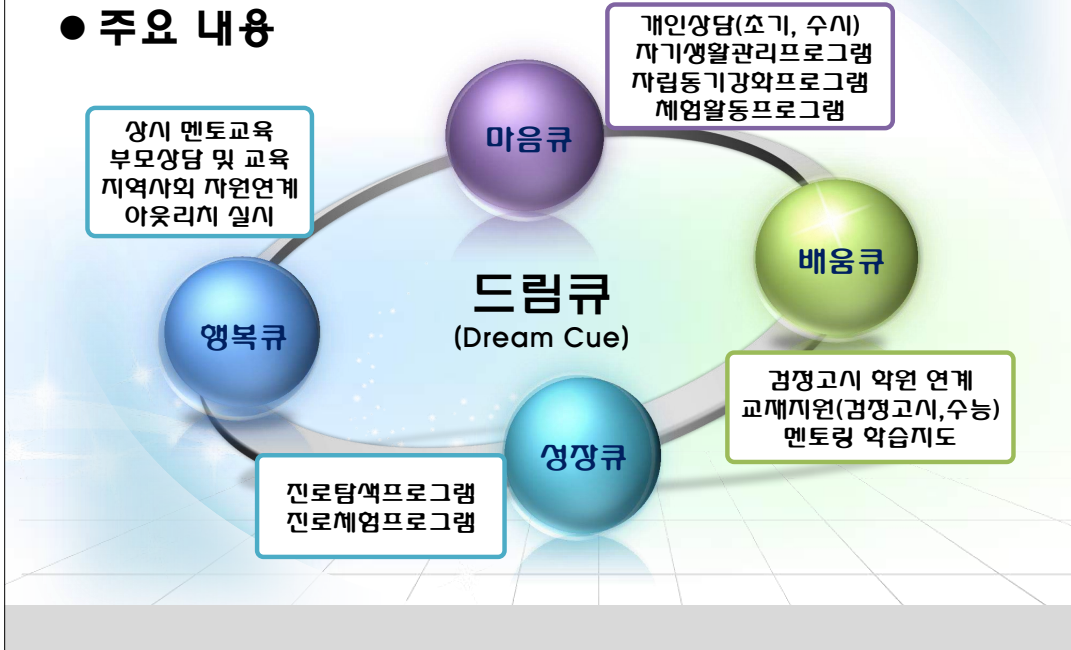 ● 주요 내용
개인상담(초기, 수시)
자기생활관리프로그램
자립동기강화프로그램
체험활동프로그램
마음큐
상시 멘토교육
부모상담 및 교육
지역사회 자원연계
아웃리치 실시
배움큐
드림큐
(Dream Cue)
행복큐
검정고시 학원 연계
교재지원(검정고시,수능)
멘토링 학습지도
성장큐
진로탐색프로그램
진로체험프로그램